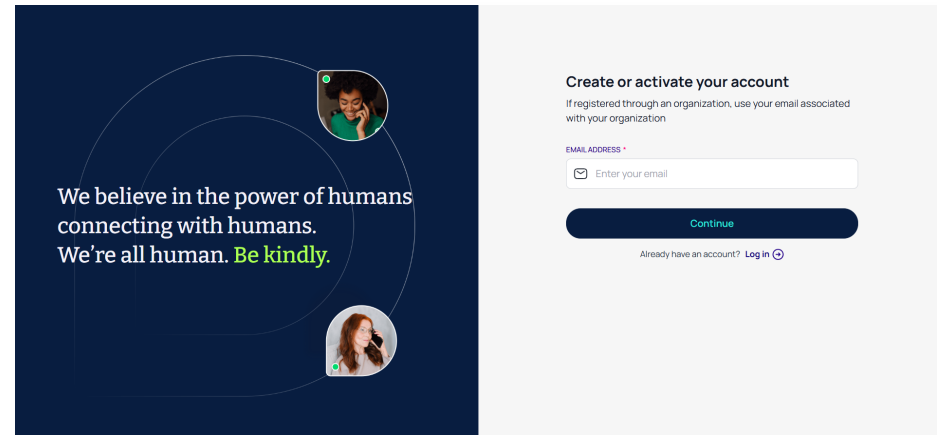 We believe in the power of humans
connecting with humans.
We’re all human. Be kindly.
Create or activate your account
If registered through an organization, use your email associated
with your organization
EMAIL ADDRESS *
Enter your email
Continue
Already have an account? Log in